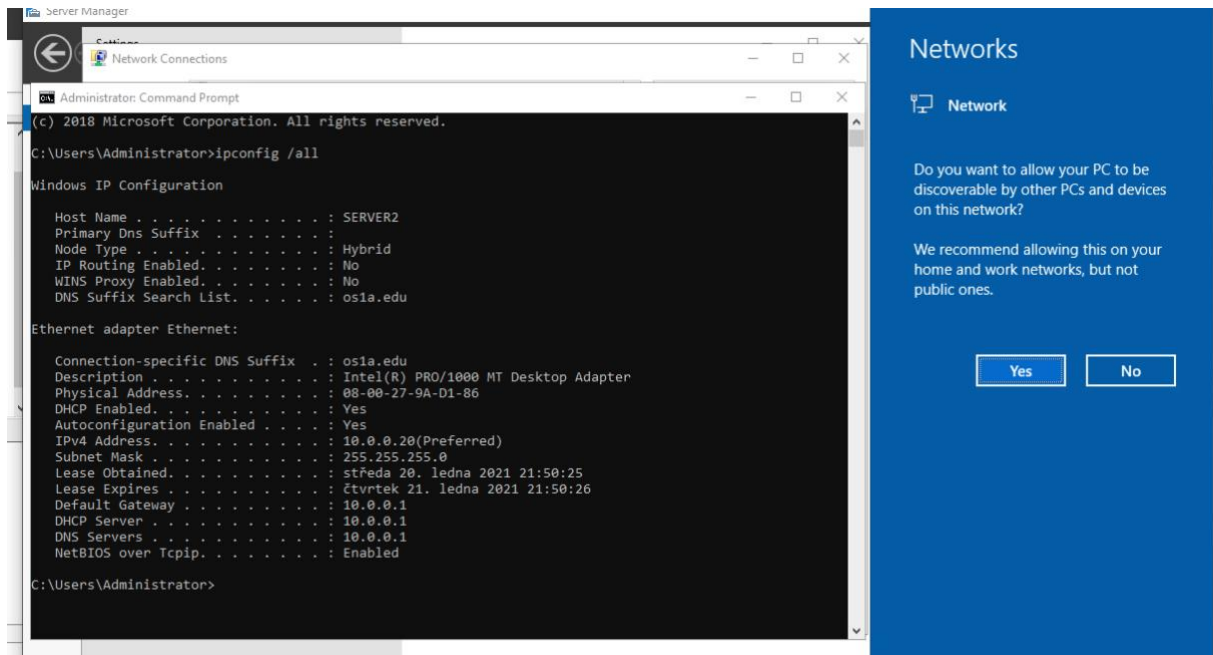 Server Manager
Settings
Network Connections
Administrator: Command Prompt
(c) 2018 Microsoft Corporation. All rights reserved.
C:\Users\Administrator>ipconfig /all
Windows IP Configuration
Host Name . . . . . . . . . . . . : SERVER2
Primary Dns Suffix . . . . . . . :
Node Type . . . . . . . . . . . . : Hybrid
IP Routing Enabled. . . . . . . . : No
WINS Proxy Enabled. . . . . . . . : No
DNS Suffix Search List. . . . . . : os1a.edu
Ethernet adapter Ethernet:
Connection-specific DNS Suffix . : os1a.edu
Description . . . . . . . . . . . : Intel(R) PRO/1000 MT Desktop Adapter
Physical Address. . . . . . . . . : 08-00-27-9A-D1-86
DHCP Enabled. . . . . . . . . . . : Yes
Autoconfiguration Enabled . . . . : Yes
IPv4 Address. . . . . . . . . . . : 10.0.0.20(Preferred)
Subnet Mask . . . . . . . . . . . : 255.255.255.0
Lease Obtained. . . . . . . . . . : středa 20. ledna 2021 21:50:25
Lease Expires . . . . . . . . . . : čtvrtek 21. ledna 2021 21:50:26
Default Gateway . . . . . . . . . : 10.0.0.1
DHCP Server . . . . . . . . . . . : 10.0.0.1
DNS Servers . . . . . . . . . . . : 10.0.0.1
NetBIOS over Tcpip. . . . . . . . : Enabled
C:\Users\Administrator>
Networks
Network
Do you want to allow your PC to be
discoverable by other PCs and devices
on this network?
We recommend allowing this on your
home and work networks, but not
public ones.
Yes No